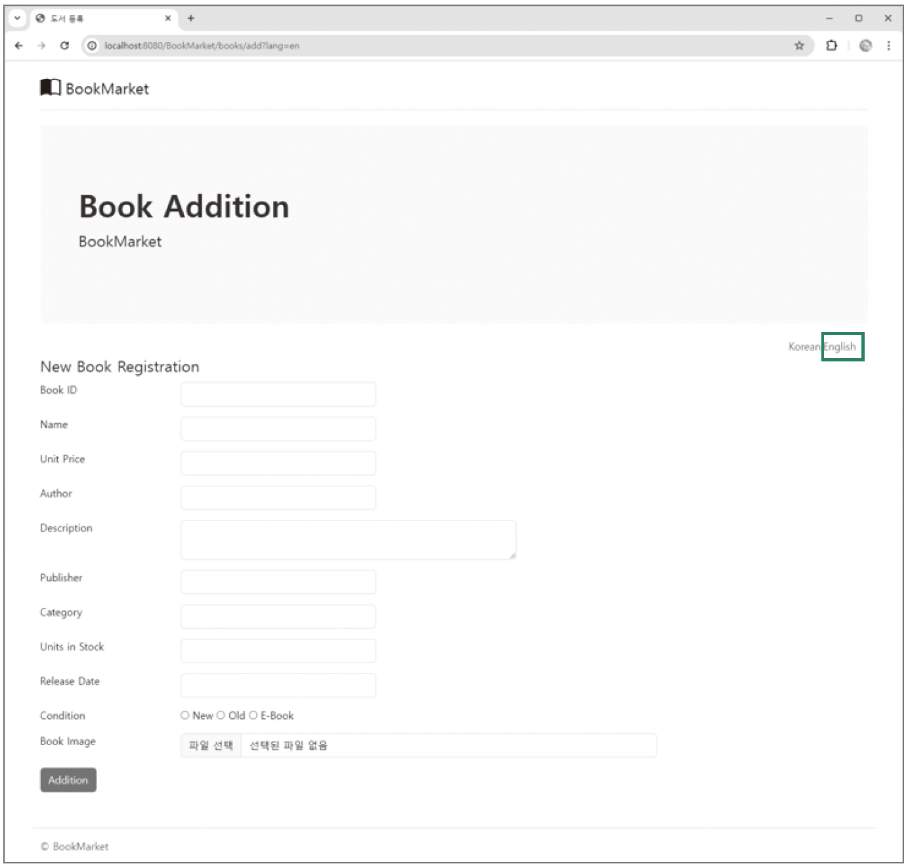 도서 등록
localhost:8080/BookMarket/books/add?lang=en
BookMarket
Book Addition
BookMarket
Korean English
New Book Registration
Book ID
Name
Unit Price
Author
Description
Publisher
Category
Units in Stock
Release Date
Condition New Old E-Book
Book Image 파일 선택 선택된 파일 없음
Addition
© BookMarket